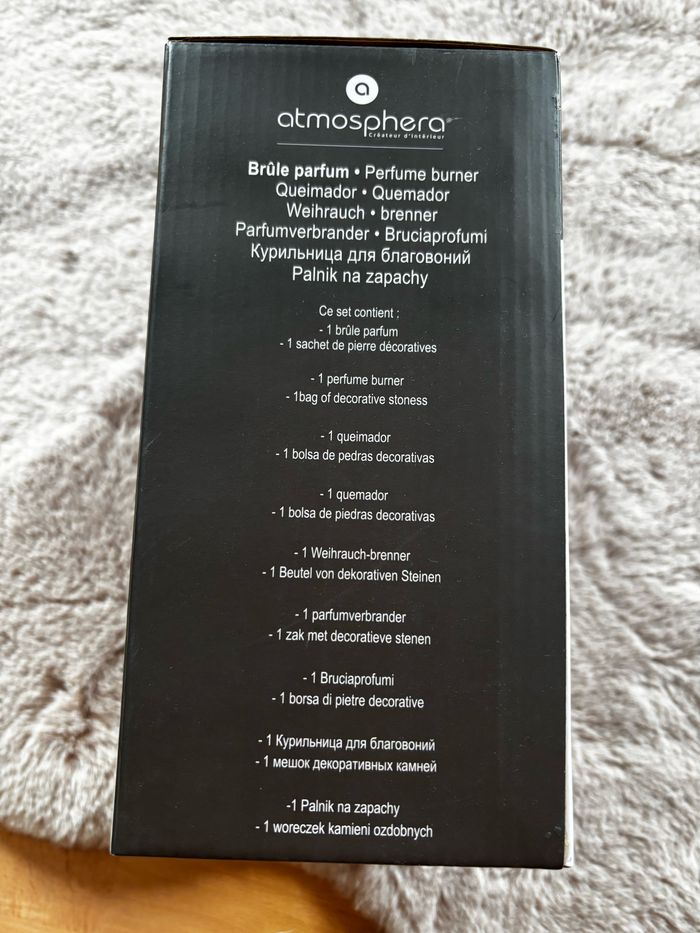 a
atmosphera
Créateur d'intérieur
Brûle parfum • Perfume burner
Queimador • Quemador
Weihrauch • brenner
Parfumverbrander • Bruciaprofumi
Курильница для благовоний
Palnik na zapachy
Ce set contient :
- 1 brûle parfum
- 1 sachet de pierre décoratives
- 1 perfume burner
- 1bag of decorative stoness
- 1 queimador
- 1 bolsa de pedras decorativas
- 1 quemador
- 1 bolsa de piedras decorativas
- 1 Weihrauch-brenner
- 1 Beutel von dekorativen Steinen
- 1 parfumverbrander
- 1 zak met decoratieve stenen
- 1 Bruciaprofumi
- 1 borsa di pietre decorative
- 1 Курильница для благовоний
- 1 мешок декоративных камней
-1 Palnik na zapachy
- 1 woreczek kamieni ozdobnych